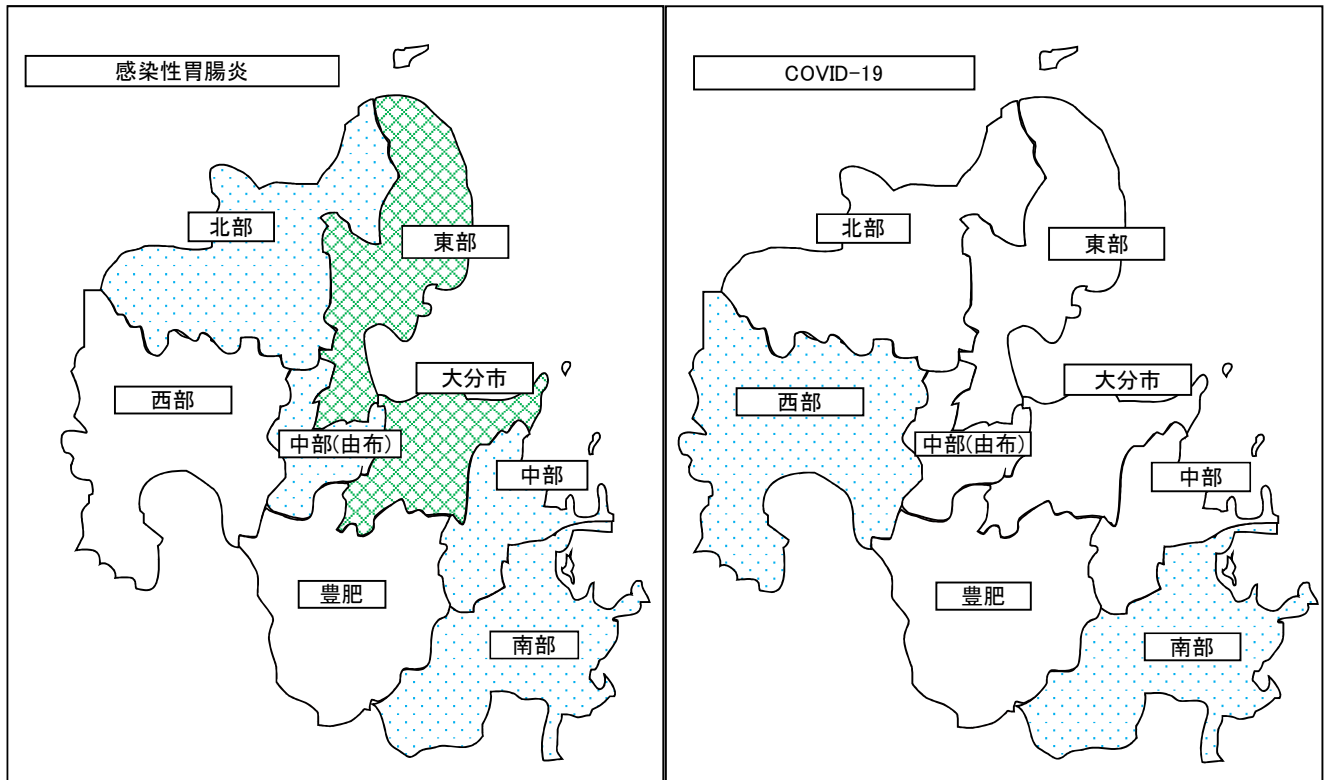 感染性胃腸炎
北部
東部
大分市
西部
中部(由布)
中部
豊肥
南部
COVID-19
北部
東部
大分市
西部
中部(由布)
中部
豊肥
南部